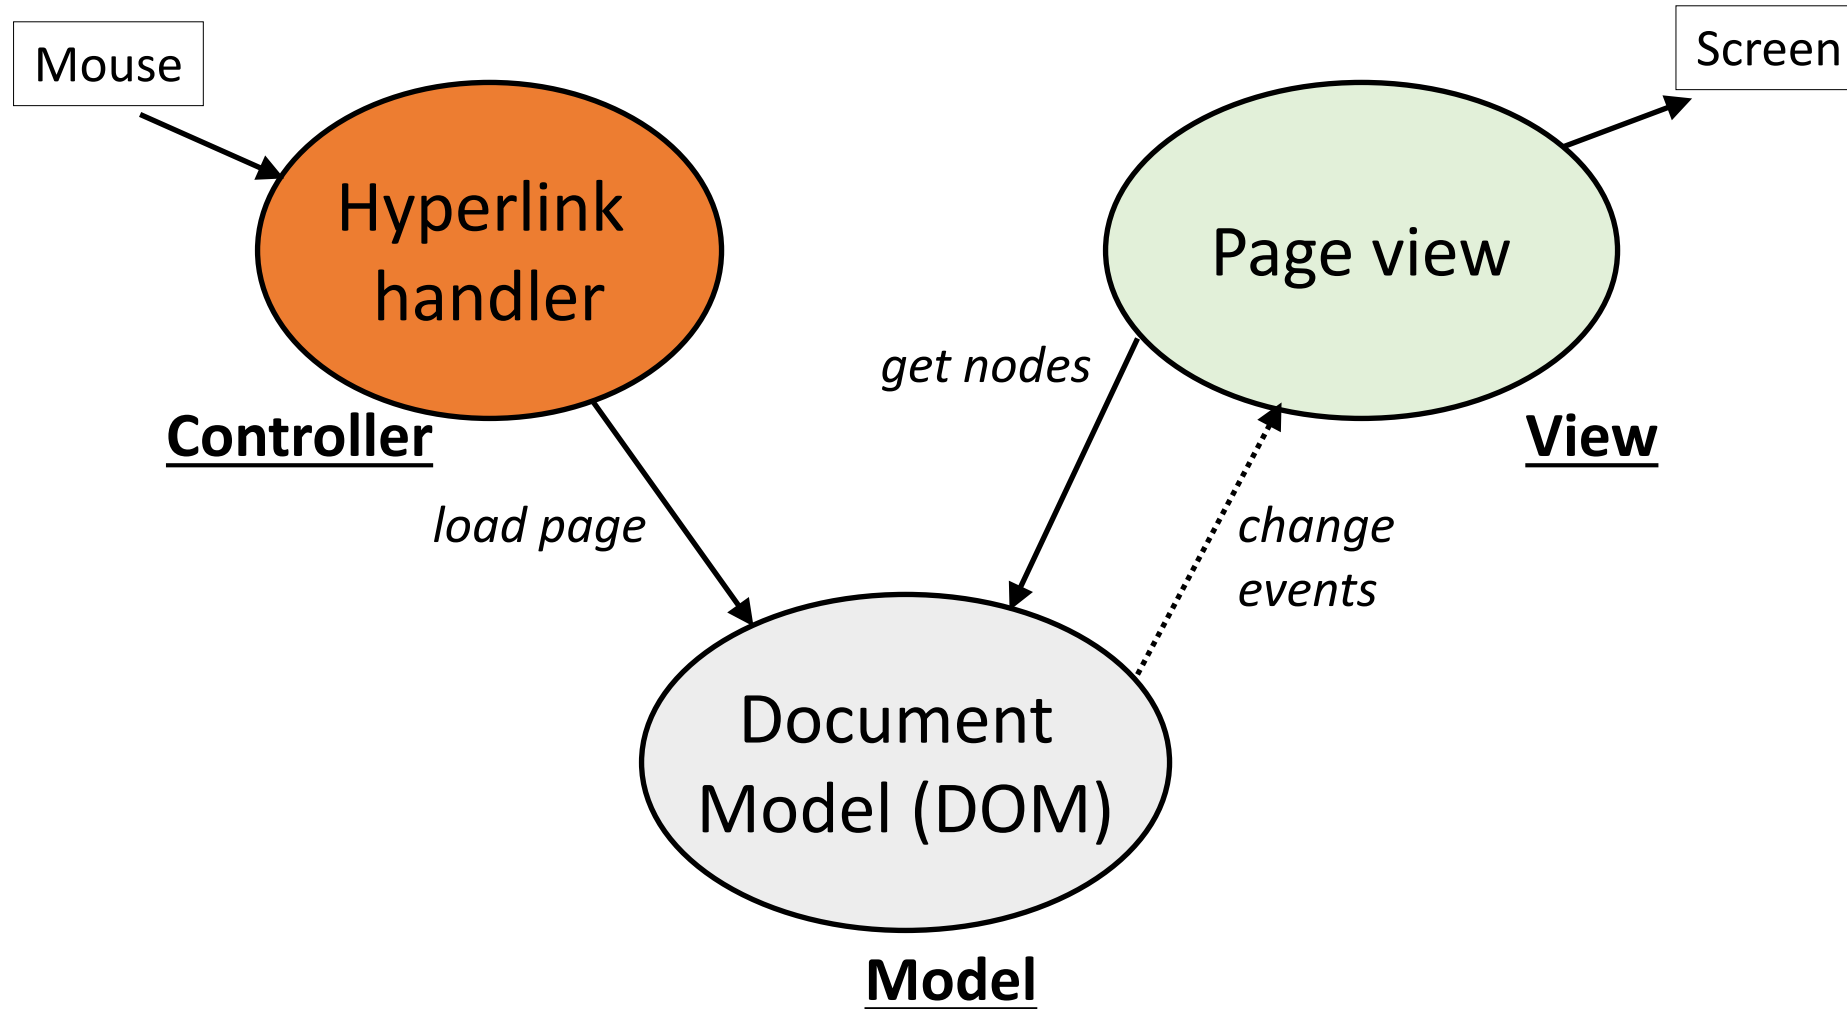 Mouse
Screen
Hyperlink
handler
Page view
get nodes
Controller
View
load page
change
events
Document
Model (DOM)
Model